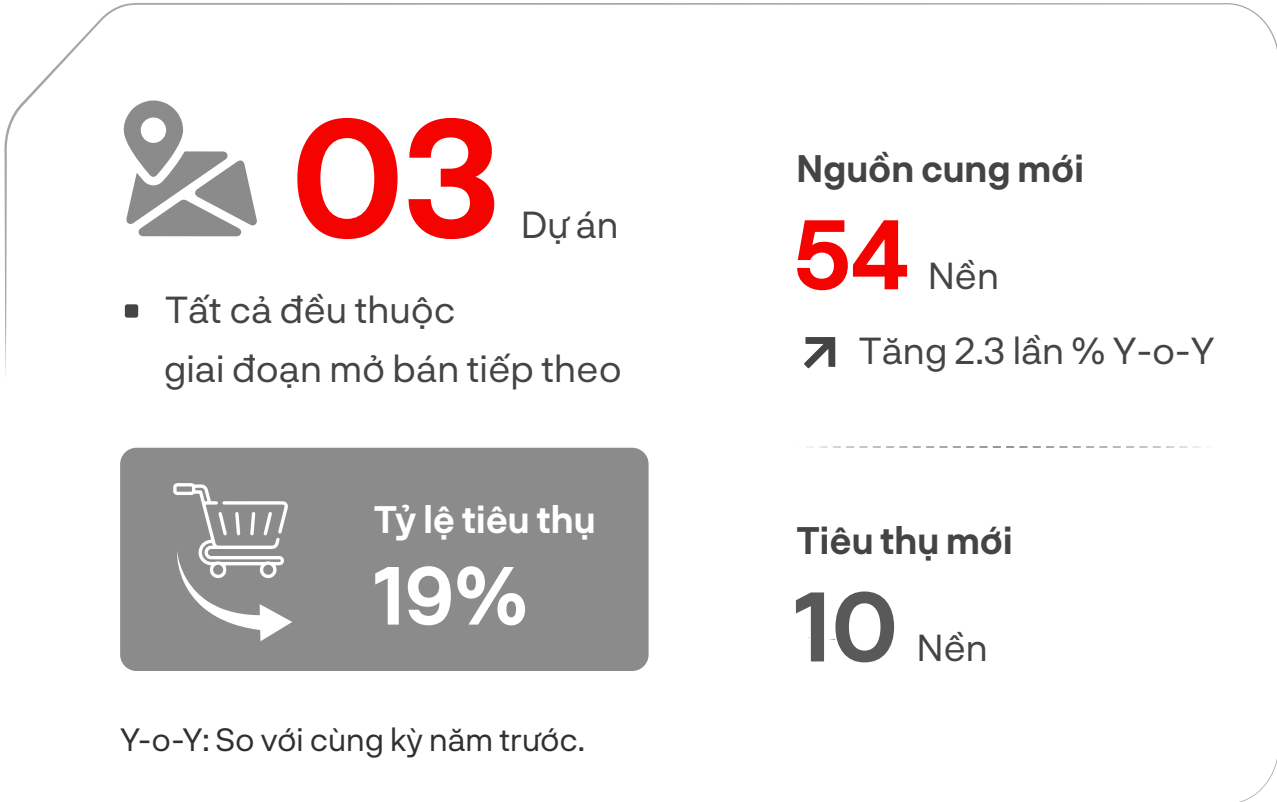 03 Dự án
▪ Tất cả đều thuộc
giai đoạn mở bán tiếp theo
Tỷ lệ tiêu thụ
19%
Nguồn cung mới
54 Nền
Tăng 2.3 lần % Y-o-Y
Tiêu thụ mới
10 Nền
Y-o-Y: So với cùng kỳ năm trước.